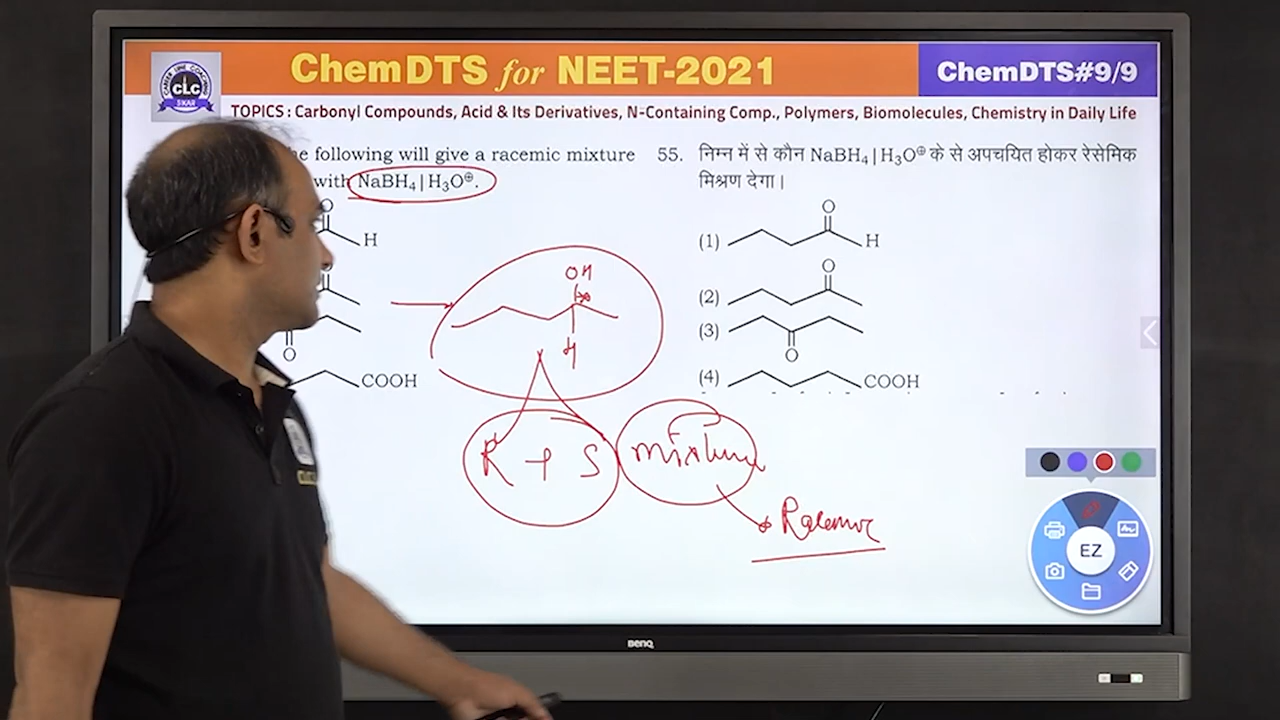 ChemDTS for NEET-2021
ChemDTS#9/9
CLC
SIKAR
TOPICS : Carbonyl Compounds, Acid & Its Derivatives, N-Containing Comp., Polymers, Biomolecules, Chemistry in Daily Life
he following will give a racemic mixture
with NaBH₄|H₃O⊕.
O
H
O
O
COOH
OH
H
R + S mixture
Racemic
55. निम्न में से कौन NaBH₄|H₃O⊕ के से अपचयित होकर रेसेमिक
मिश्रण देगा।
(1) O H
(2) O
(3) O
(4) COOH
EZ
BenQ